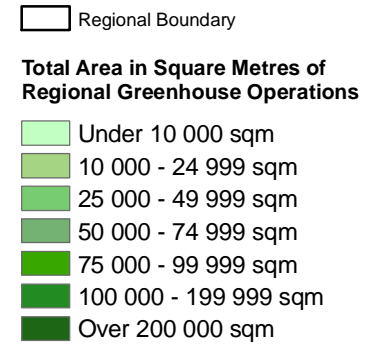 Regional Boundary
Total Area in Square Metres of
Regional Greenhouse Operations
Under 10 000 sqm
10 000 - 24 999 sqm
25 000 - 49 999 sqm
50 000 - 74 999 sqm
75 000 - 99 999 sqm
100 000 - 199 999 sqm
Over 200 000 sqm